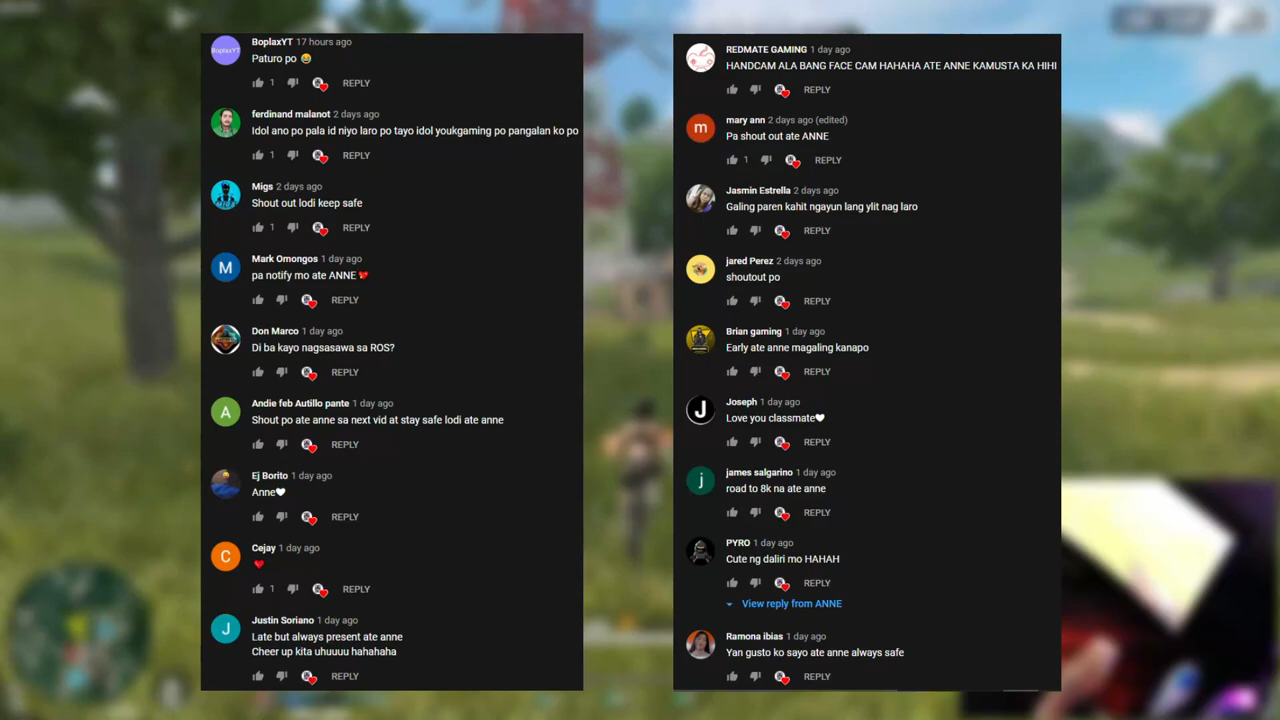 BoplaxYT
BoplaxYT 17 hours ago
Paturo po 😂
1 REPLY
ferdinand malanot 2 days ago
Idol ano po pala id niyo laro po tayo idol youkgaming po pangalan ko po
1 REPLY
Migs 2 days ago
Shout out lodi keep safe
1 REPLY
M
Mark Omongos 1 day ago
pa notify mo ate ANNE💖
REPLY
Don Marco 1 day ago
Di ba kayo nagsasawa sa ROS?
REPLY
A
Andie feb Autillo pante 1 day ago
Shout po ate anne sa next vid at stay safe lodi ate anne
REPLY
Ej Borito 1 day ago
Anne🤍
REPLY
C
Cejay 1 day ago
❤️
1 REPLY
J
Justin Soriano 1 day ago
Late but always present ate anne
Cheer up kita uhuuuu hahahaha
REPLY
REDMATE GAMING 1 day ago
HANDCAM ALA BANG FACE CAM HAHAHA ATE ANNE KAMUSTA KA HIHI
REPLY
m
mary ann 2 days ago (edited)
Pa shout out ate ANNE
1 REPLY
Jasmin Estrella 2 days ago
Galing paren kahit ngayun lang ylit nag laro
REPLY
jared Perez 2 days ago
shoutout po
REPLY
Brian gaming 1 day ago
Early ate anne magaling kanapo
REPLY
J
Joseph 1 day ago
Love you classmate🤍
REPLY
j
james salgarino 1 day ago
road to 8k na ate anne
REPLY
PYRO 1 day ago
Cute ng daliri mo HAHAH
REPLY
View reply from ANNE
Ramona ibias 1 day ago
Yan gusto ko sayo ate anne always safe
REPLY